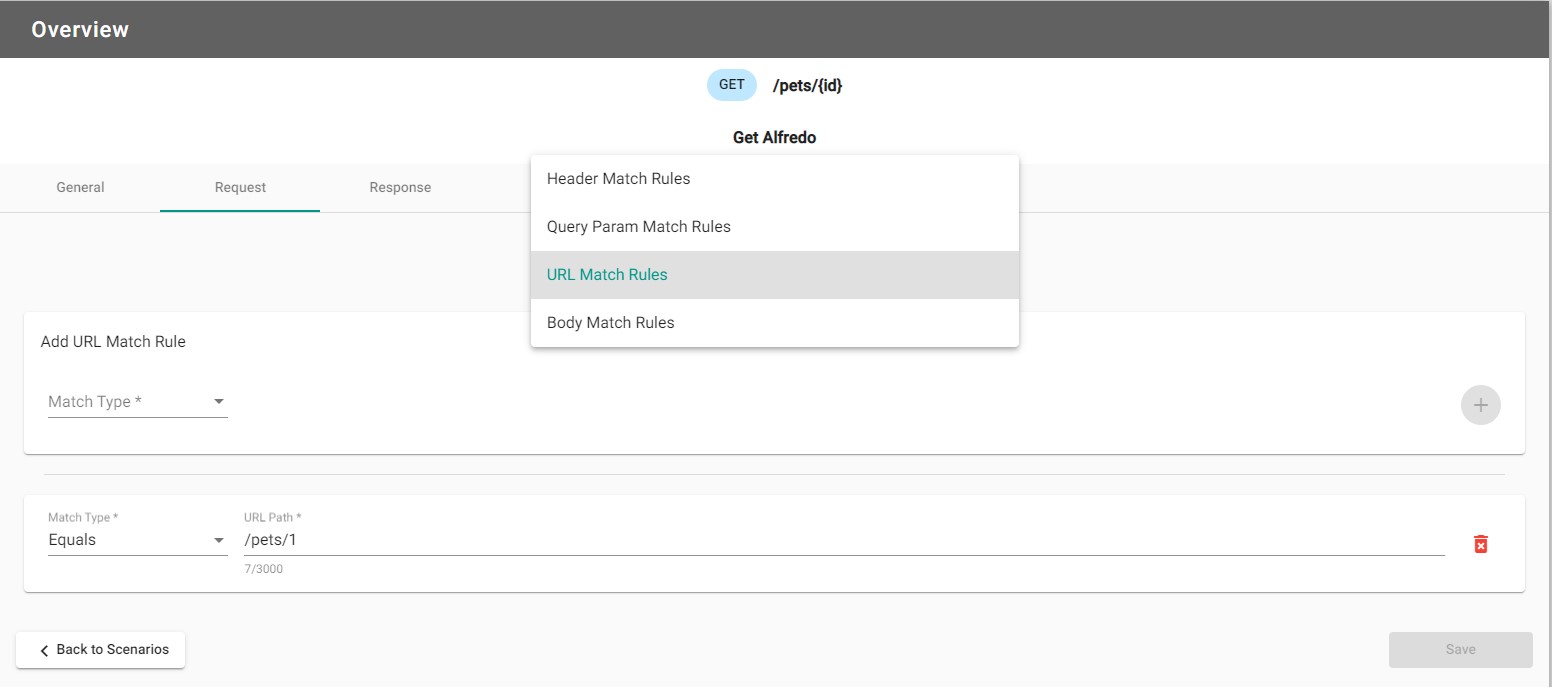 Overview
GET /pets/{id}
Get Alfredo
General Request Response
Header Match Rules
Query Param Match Rules
URL Match Rules
Body Match Rules
Add URL Match Rule
Match Type *
Match Type * URL Path *
Equals /pets/1
7/3000
Back to Scenarios Save